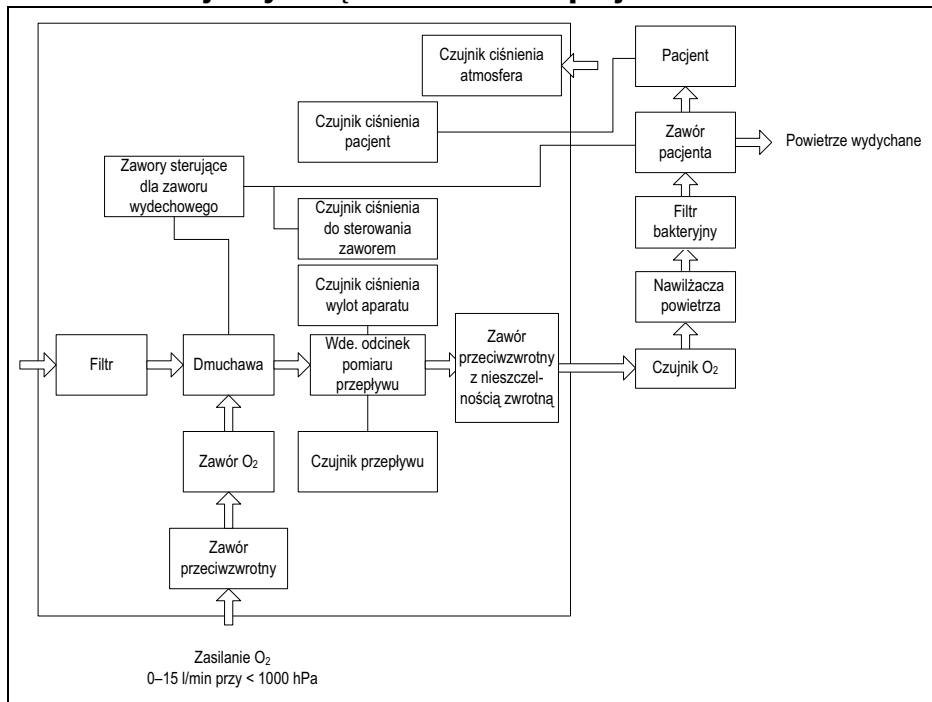 Czujnik ciśnienia
atmosfera
Pacjent
Czujnik ciśnienia
pacjent
Zawór
pacjenta
Powietrze wydychane
Zawory sterujące
dla zaworu
wydechowego
Czujnik ciśnienia
do sterowania
zaworem
Filtr
bakteryjny
Czujnik ciśnienia
wylot aparatu
Nawilżacza
powietrza
Filtr
Dmuchawa
Wde. odcinek
pomiaru
przepływu
Zawór
przeciwzwrotny
z nieszczel-
nością zwrotną
Czujnik O₂
Zawór O₂
Czujnik przepływu
Zawór
przeciwzwrotny
Zasilanie O₂
0–15 l/min przy < 1000 hPa